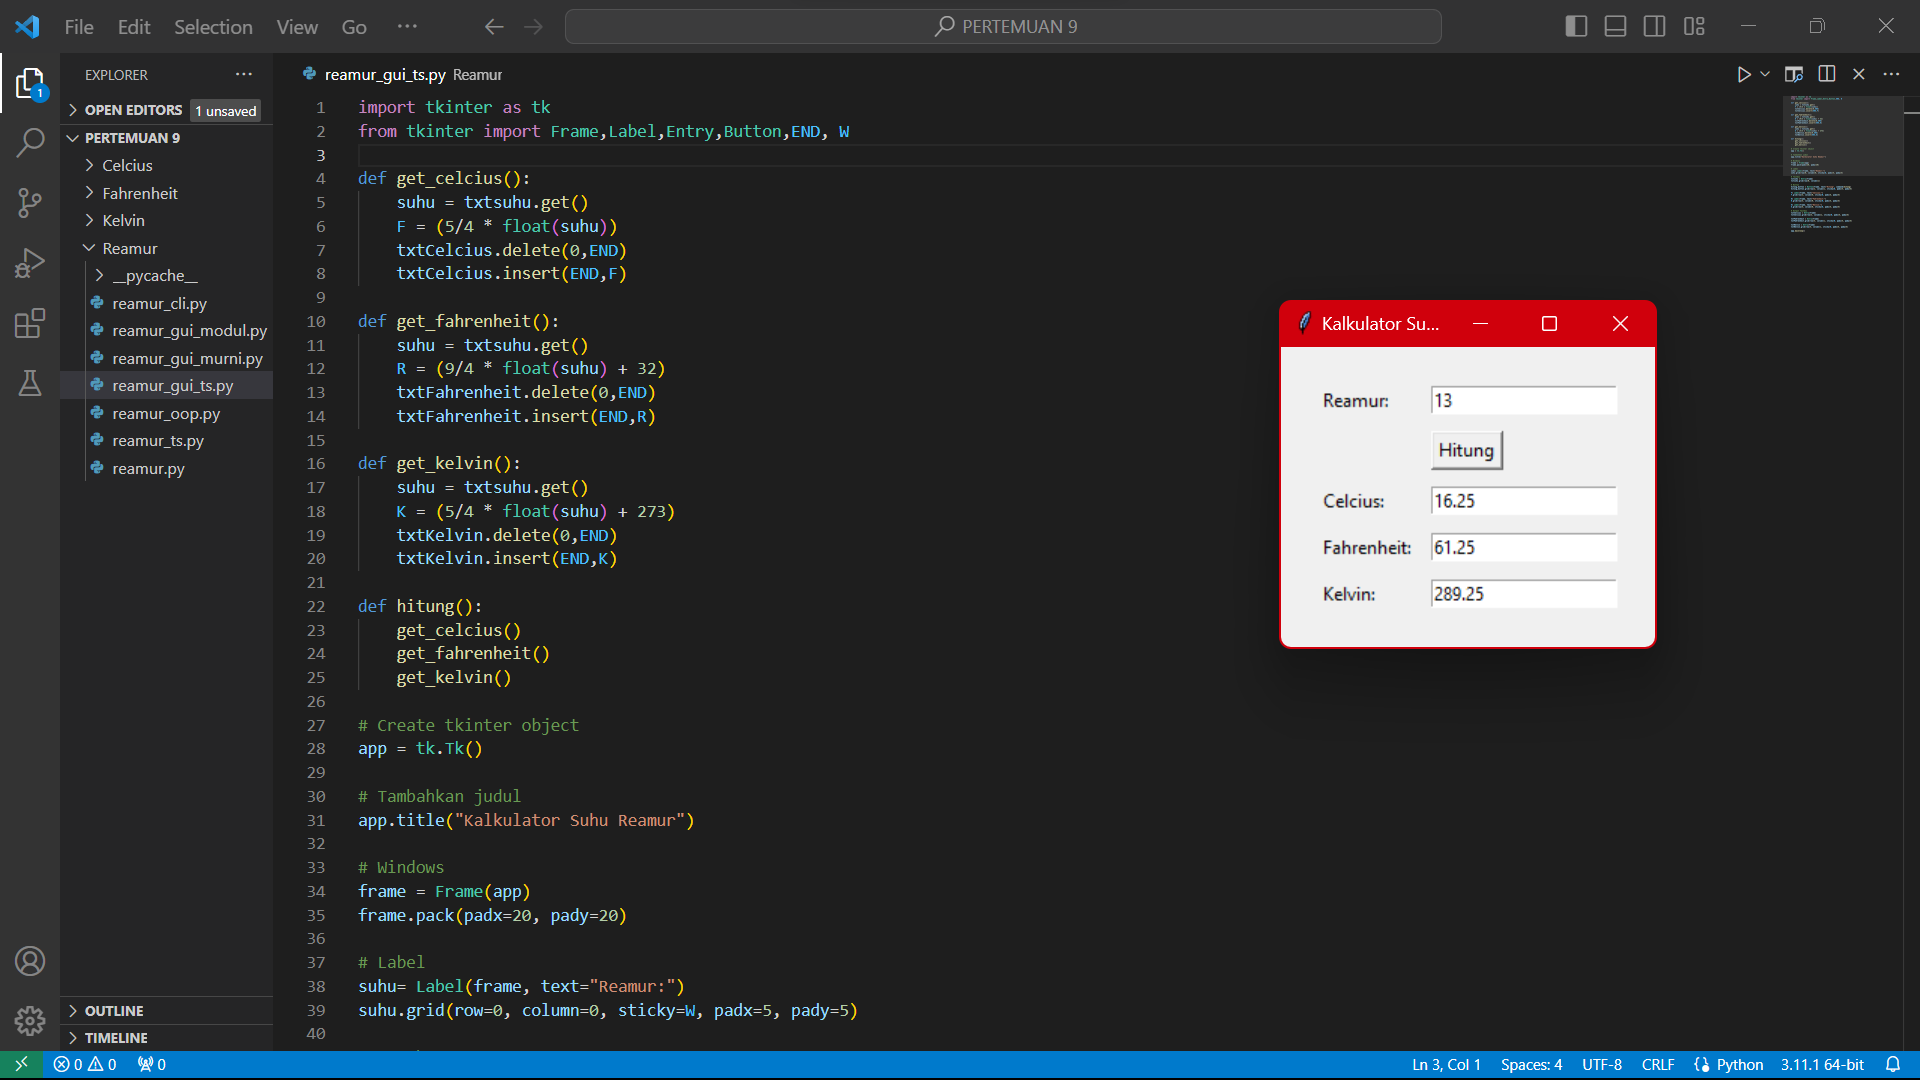 File Edit Selection View Go ··· PERTEMUAN 9
EXPLORER ···
OPEN EDITORS 1 unsaved
PERTEMUAN 9
Celcius
Fahrenheit
Kelvin
Reamur
__pycache__
reamur_cli.py
reamur_gui_modul.py
reamur_gui_murni.py
reamur_gui_ts.py
reamur_oop.py
reamur_ts.py
reamur.py
OUTLINE
TIMELINE
1
reamur_gui_ts.py Reamur
1 import tkinter as tk
2 from tkinter import Frame,Label,Entry,Button,END, W
3
4 def get_celcius():
5     suhu = txtsuhu.get()
6     F = (5/4 * float(suhu))
7     txtCelcius.delete(0,END)
8     txtCelcius.insert(END,F)
9
10 def get_fahrenheit():
11     suhu = txtsuhu.get()
12     R = (9/4 * float(suhu) + 32)
13     txtFahrenheit.delete(0,END)
14     txtFahrenheit.insert(END,R)
15
16 def get_kelvin():
17     suhu = txtsuhu.get()
18     K = (5/4 * float(suhu) + 273)
19     txtKelvin.delete(0,END)
20     txtKelvin.insert(END,K)
21
22 def hitung():
23     get_celcius()
24     get_fahrenheit()
25     get_kelvin()
26
27 # Create tkinter object
28 app = tk.Tk()
29
30 # Tambahkan judul
31 app.title("Kalkulator Suhu Reamur")
32
33 # Windows
34 frame = Frame(app)
35 frame.pack(padx=20, pady=20)
36
37 # Label
38 suhu= Label(frame, text="Reamur:")
39 suhu.grid(row=0, column=0, sticky=W, padx=5, pady=5)
40
Kalkulator Su...
Reamur: 13
Hitung
Celcius: 16.25
Fahrenheit: 61.25
Kelvin: 289.25
0 0 0 Ln 3, Col 1 Spaces: 4 UTF-8 CRLF Python 3.11.1 64-bit